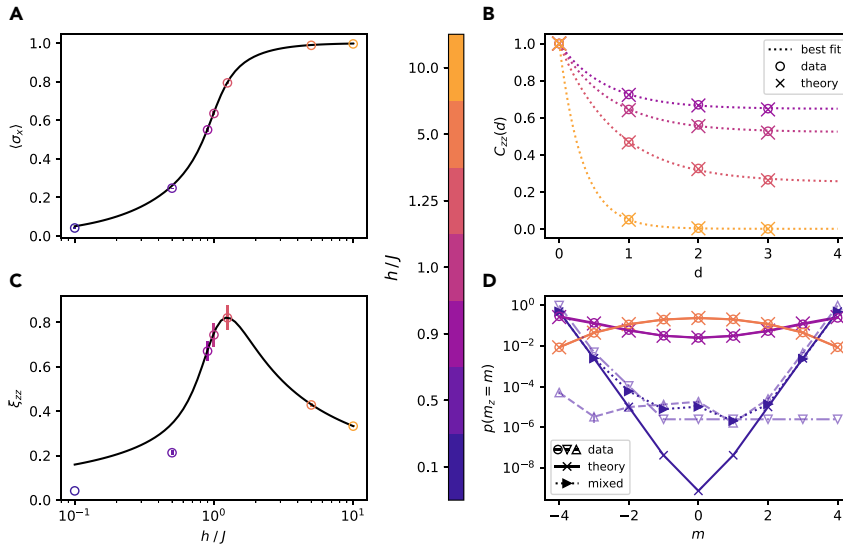 A
1.0
0.8
0.6
0.4
0.2
0.0
⟨σx⟩
B
1.0
0.8
0.6
0.4
0.2
0.0
Czz(d)
best fit
data
theory
0
1
2
3
4
d
h / J
10.0
5.0
1.25
1.0
0.9
0.5
0.1
C
0.8
0.6
0.4
0.2
0.0
ξzz
10⁻¹
10⁰
10¹
h / J
D
10⁰
10⁻²
10⁻⁴
10⁻⁶
10⁻⁸
p(mz = m)
data
theory
mixed
−4
−2
0
2
4
m